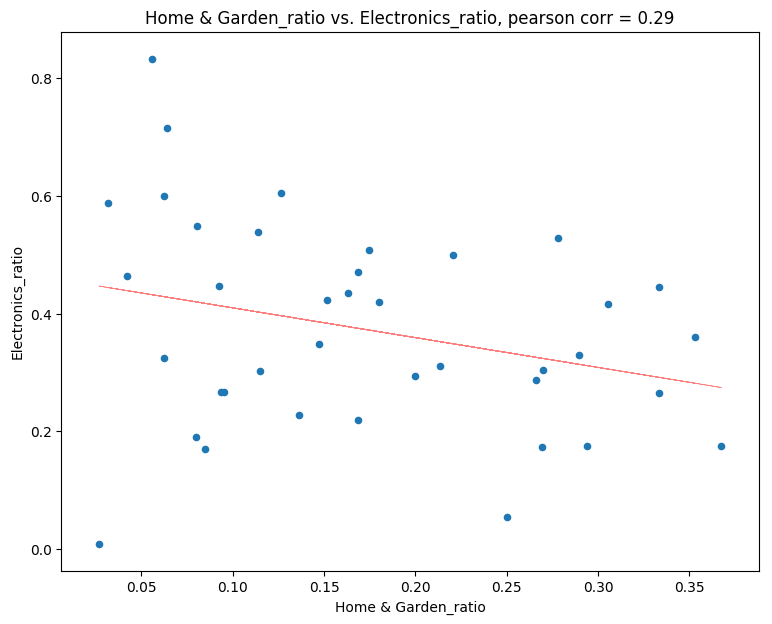 Home & Garden_ratio vs. Electronics_ratio, pearson corr = 0.29
0.8
0.6
0.4
0.2
0.0
Electronics_ratio
0.05 0.10 0.15 0.20 0.25 0.30 0.35
Home & Garden_ratio